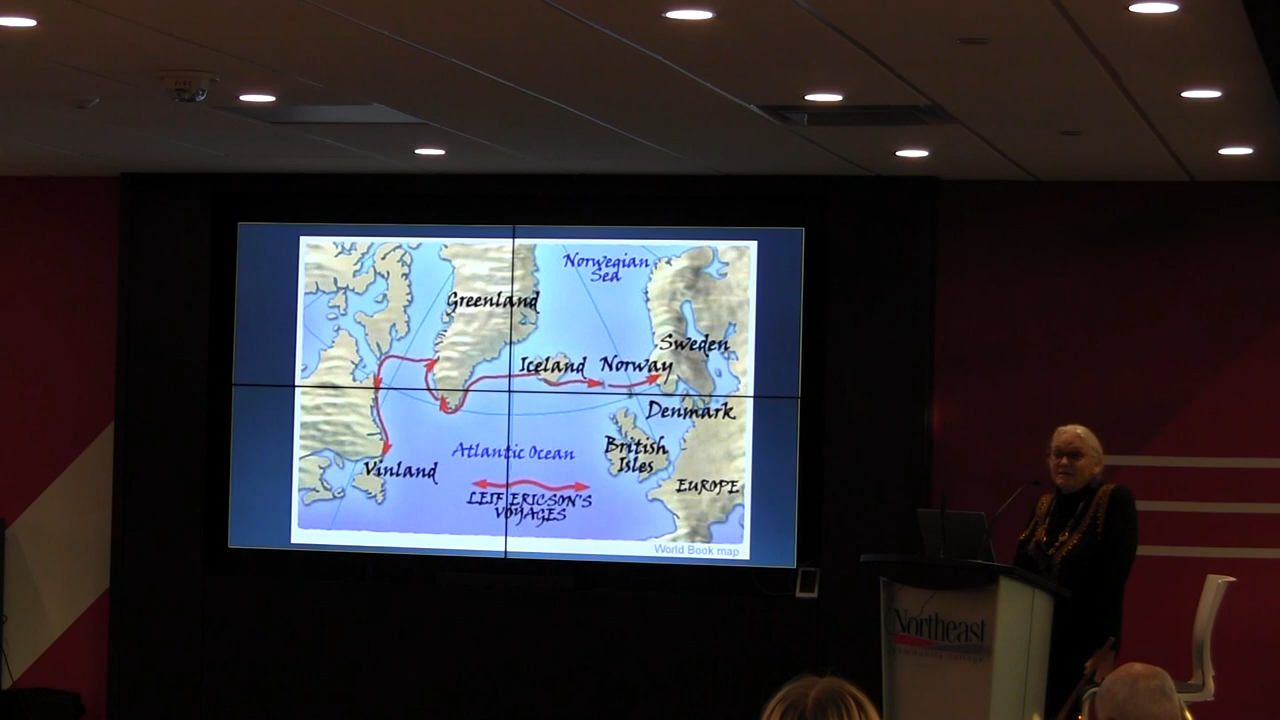 Norwegian
Sea
Greenland
Sweden
Iceland
Norway
Denmark
Atlantic Ocean
British
Isles
Vinland
EUROPE
LEIF ERICSON'S
VOYAGES
World Book map
Northeast